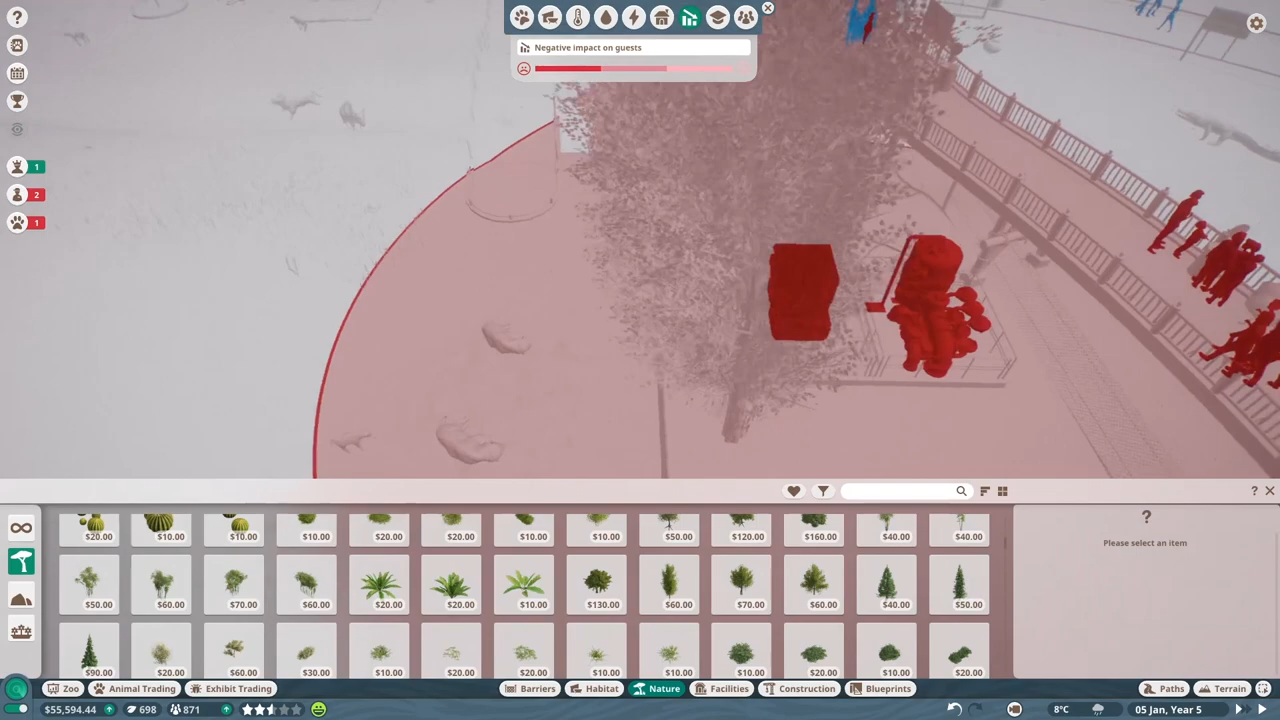 Negative impact on guests
1
2
1
$20.00 $10.00 $10.00 $10.00 $20.00 $20.00 $10.00 $10.00 $50.00 $120.00 $160.00 $40.00 $40.00
$50.00 $60.00 $70.00 $60.00 $20.00 $20.00 $10.00 $130.00 $60.00 $70.00 $60.00 $40.00 $50.00
$90.00 $20.00 $60.00 $30.00 $10.00 $20.00 $20.00 $10.00 $10.00 $10.00 $20.00 $10.00 $20.00
?
Please select an item
Zoo Animal Trading Exhibit Trading Barriers Habitat Nature Facilities Construction Blueprints Paths Terrain
$55,594.44 698 871 8°C 05 Jan, Year 5